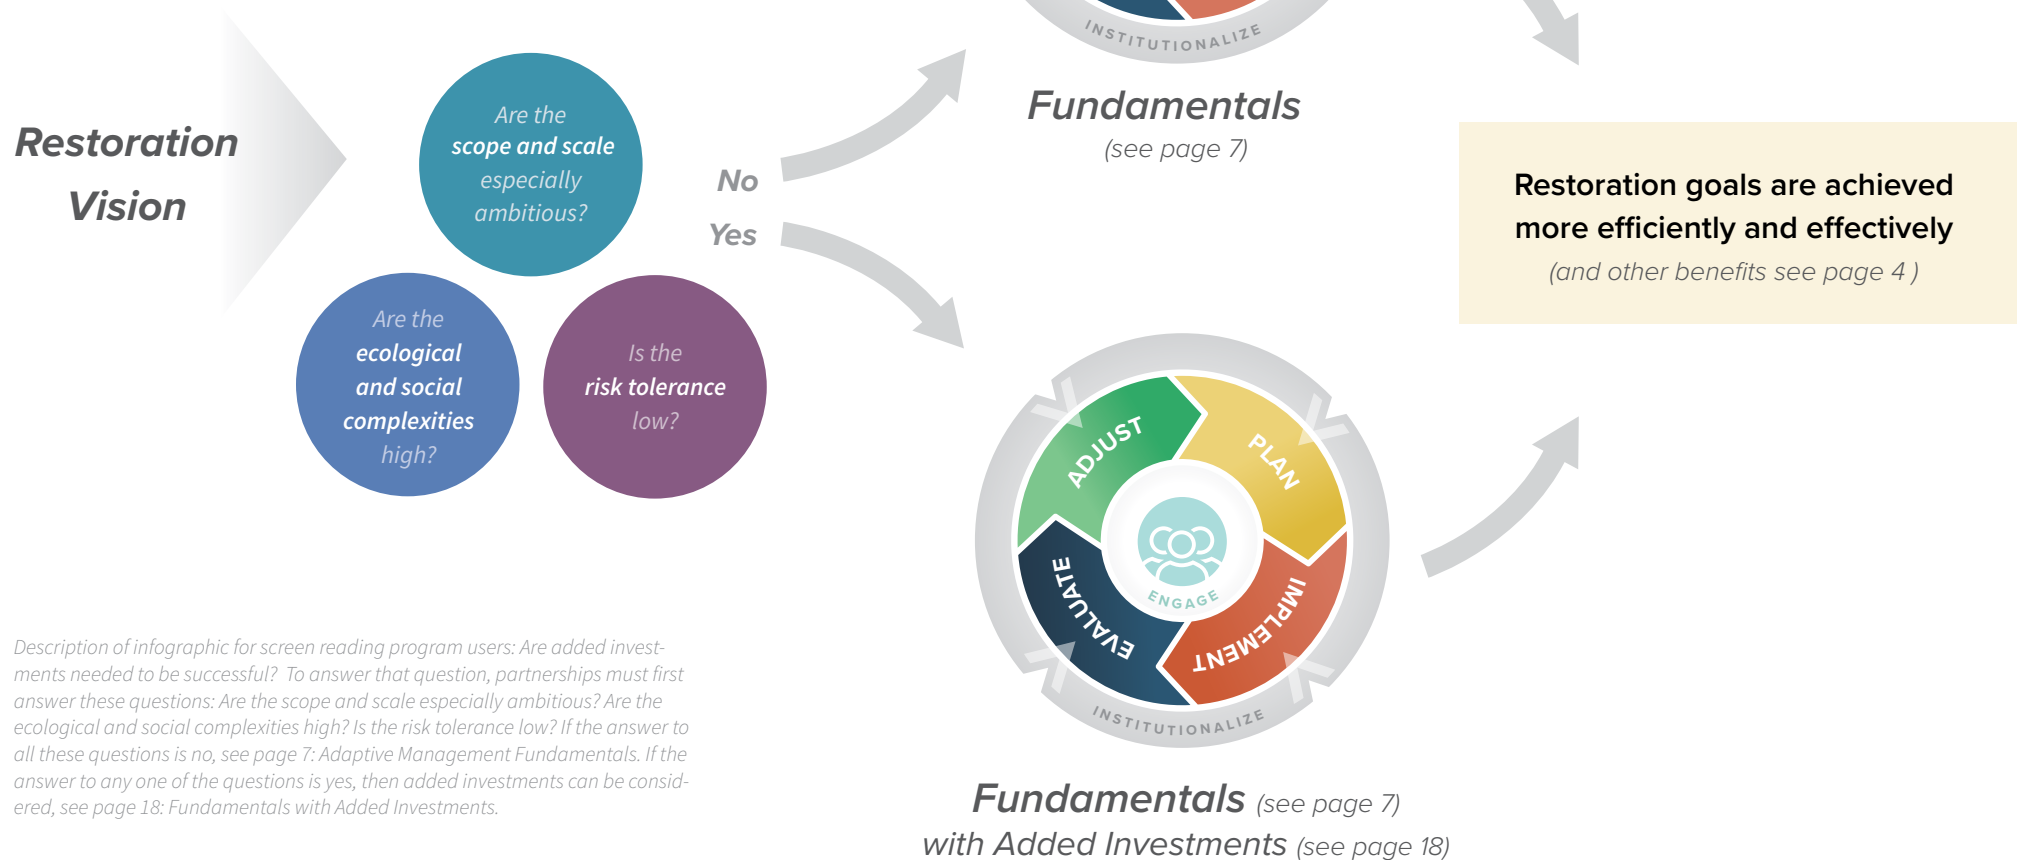 Restoration
Vision
Are the
scope and scale
especially
ambitious?
Are the
ecological
and social
complexities
high?
Is the
risk tolerance
low?
No
Yes
INSTITUTIONALIZE
Fundamentals
(see page 7)
Restoration goals are achieved
more efficiently and effectively
(and other benefits see page 4 )
ADJUST
PLAN
IMPLEMENT
EVALUATE
ENGAGE
INSTITUTIONALIZE
Fundamentals (see page 7)
with Added Investments (see page 18)
Description of infographic for screen reading program users: Are added invest-
ments needed to be successful? To answer that question, partnerships must first
answer these questions: Are the scope and scale especially ambitious? Are the
ecological and social complexities high? Is the risk tolerance low? If the answer to
all these questions is no, see page 7: Adaptive Management Fundamentals. If the
answer to any one of the questions is yes, then added investments can be consid-
ered, see page 18: Fundamentals with Added Investments.